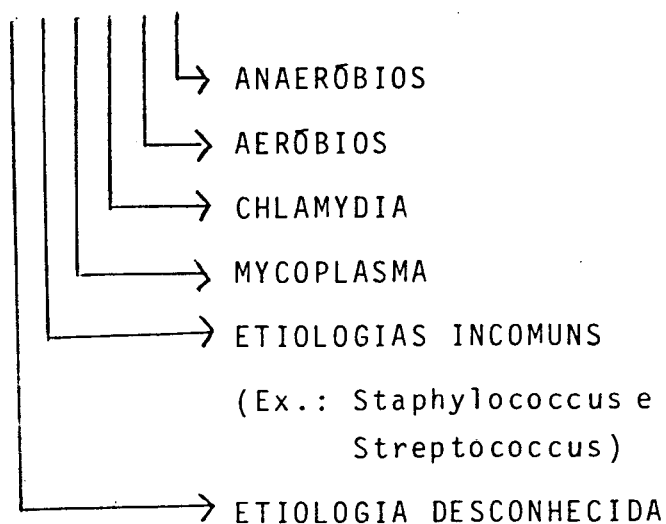 ANAERÓBIOS
AERÓBIOS
CHLAMYDIA
MYCOPLASMA
ETIOLOGIAS INCOMUNS
(Ex.: Staphylococcus e
Streptococcus)
ETIOLOGIA DESCONHECIDA